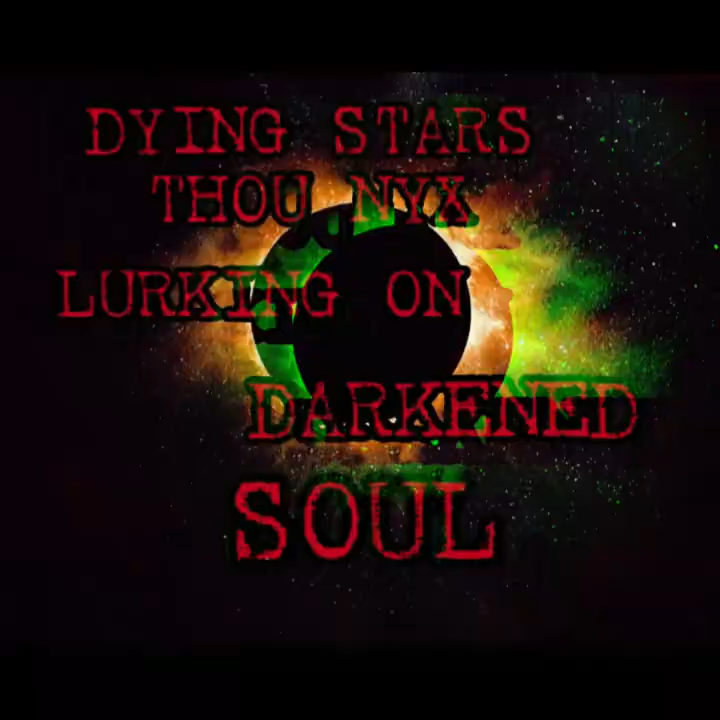 DYING STARS
THOU NYX
LURKING ON
DARKENED
SOUL